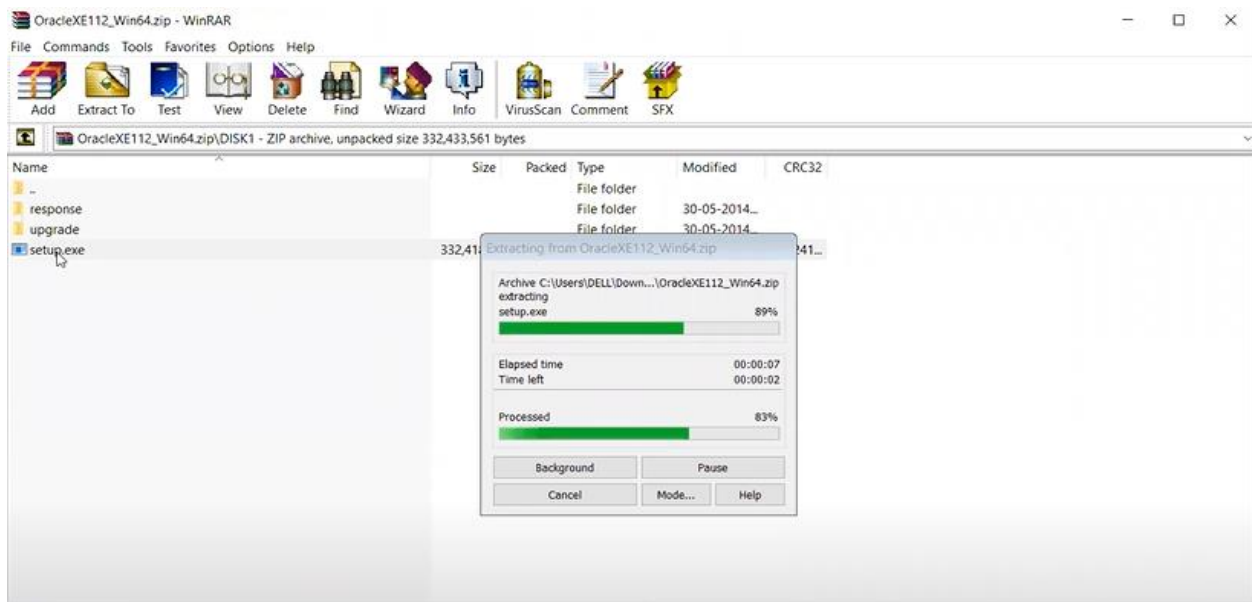 OracleXE112_Win64.zip - WinRAR
File Commands Tools Favorites Options Help
Add Extract To Test View Delete Find Wizard Info VirusScan Comment SFX
OracleXE112_Win64.zip\DISK1 - ZIP archive, unpacked size 332,433,561 bytes
Name Size Packed Type Modified CRC32
.. File folder
response File folder 30-05-2014...
upgrade File folder 30-05-2014...
setup.exe 332,41 241...
Extracting from OracleXE112_Win64.zip
Archive C:\Users\DELL\Down...\OracleXE112_Win64.zip
extracting
setup.exe 89%
Elapsed time 00:00:07
Time left 00:00:02
Processed 83%
Background Pause
Cancel Mode... Help